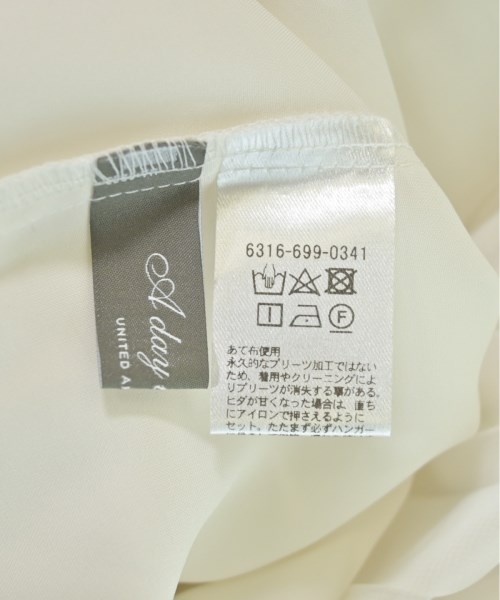 A day
UNITED A
6316-699-0341
あて布使用
永久的なプリーツ加工ではない
ため、着用やクリーニングによ
りプリーツが消失する事がある。
ヒダが甘くなった場合は、直ち
にアイロンで押さえるように
セット。たたまず必ずハンガー